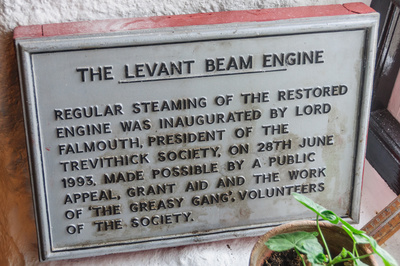 THE LEVANT BEAM ENGINE
REGULAR STEAMING OF THE RESTORED
ENGINE WAS INAUGURATED BY LORD
FALMOUTH, PRESIDENT OF THE
TREVITHICK SOCIETY, ON 28TH JUNE
1993, MADE POSSIBLE BY A PUBLIC
APPEAL, GRANT AID AND THE WORK
OF 'THE GREASY GANG', VOLUNTEERS
OF THE SOCIETY.